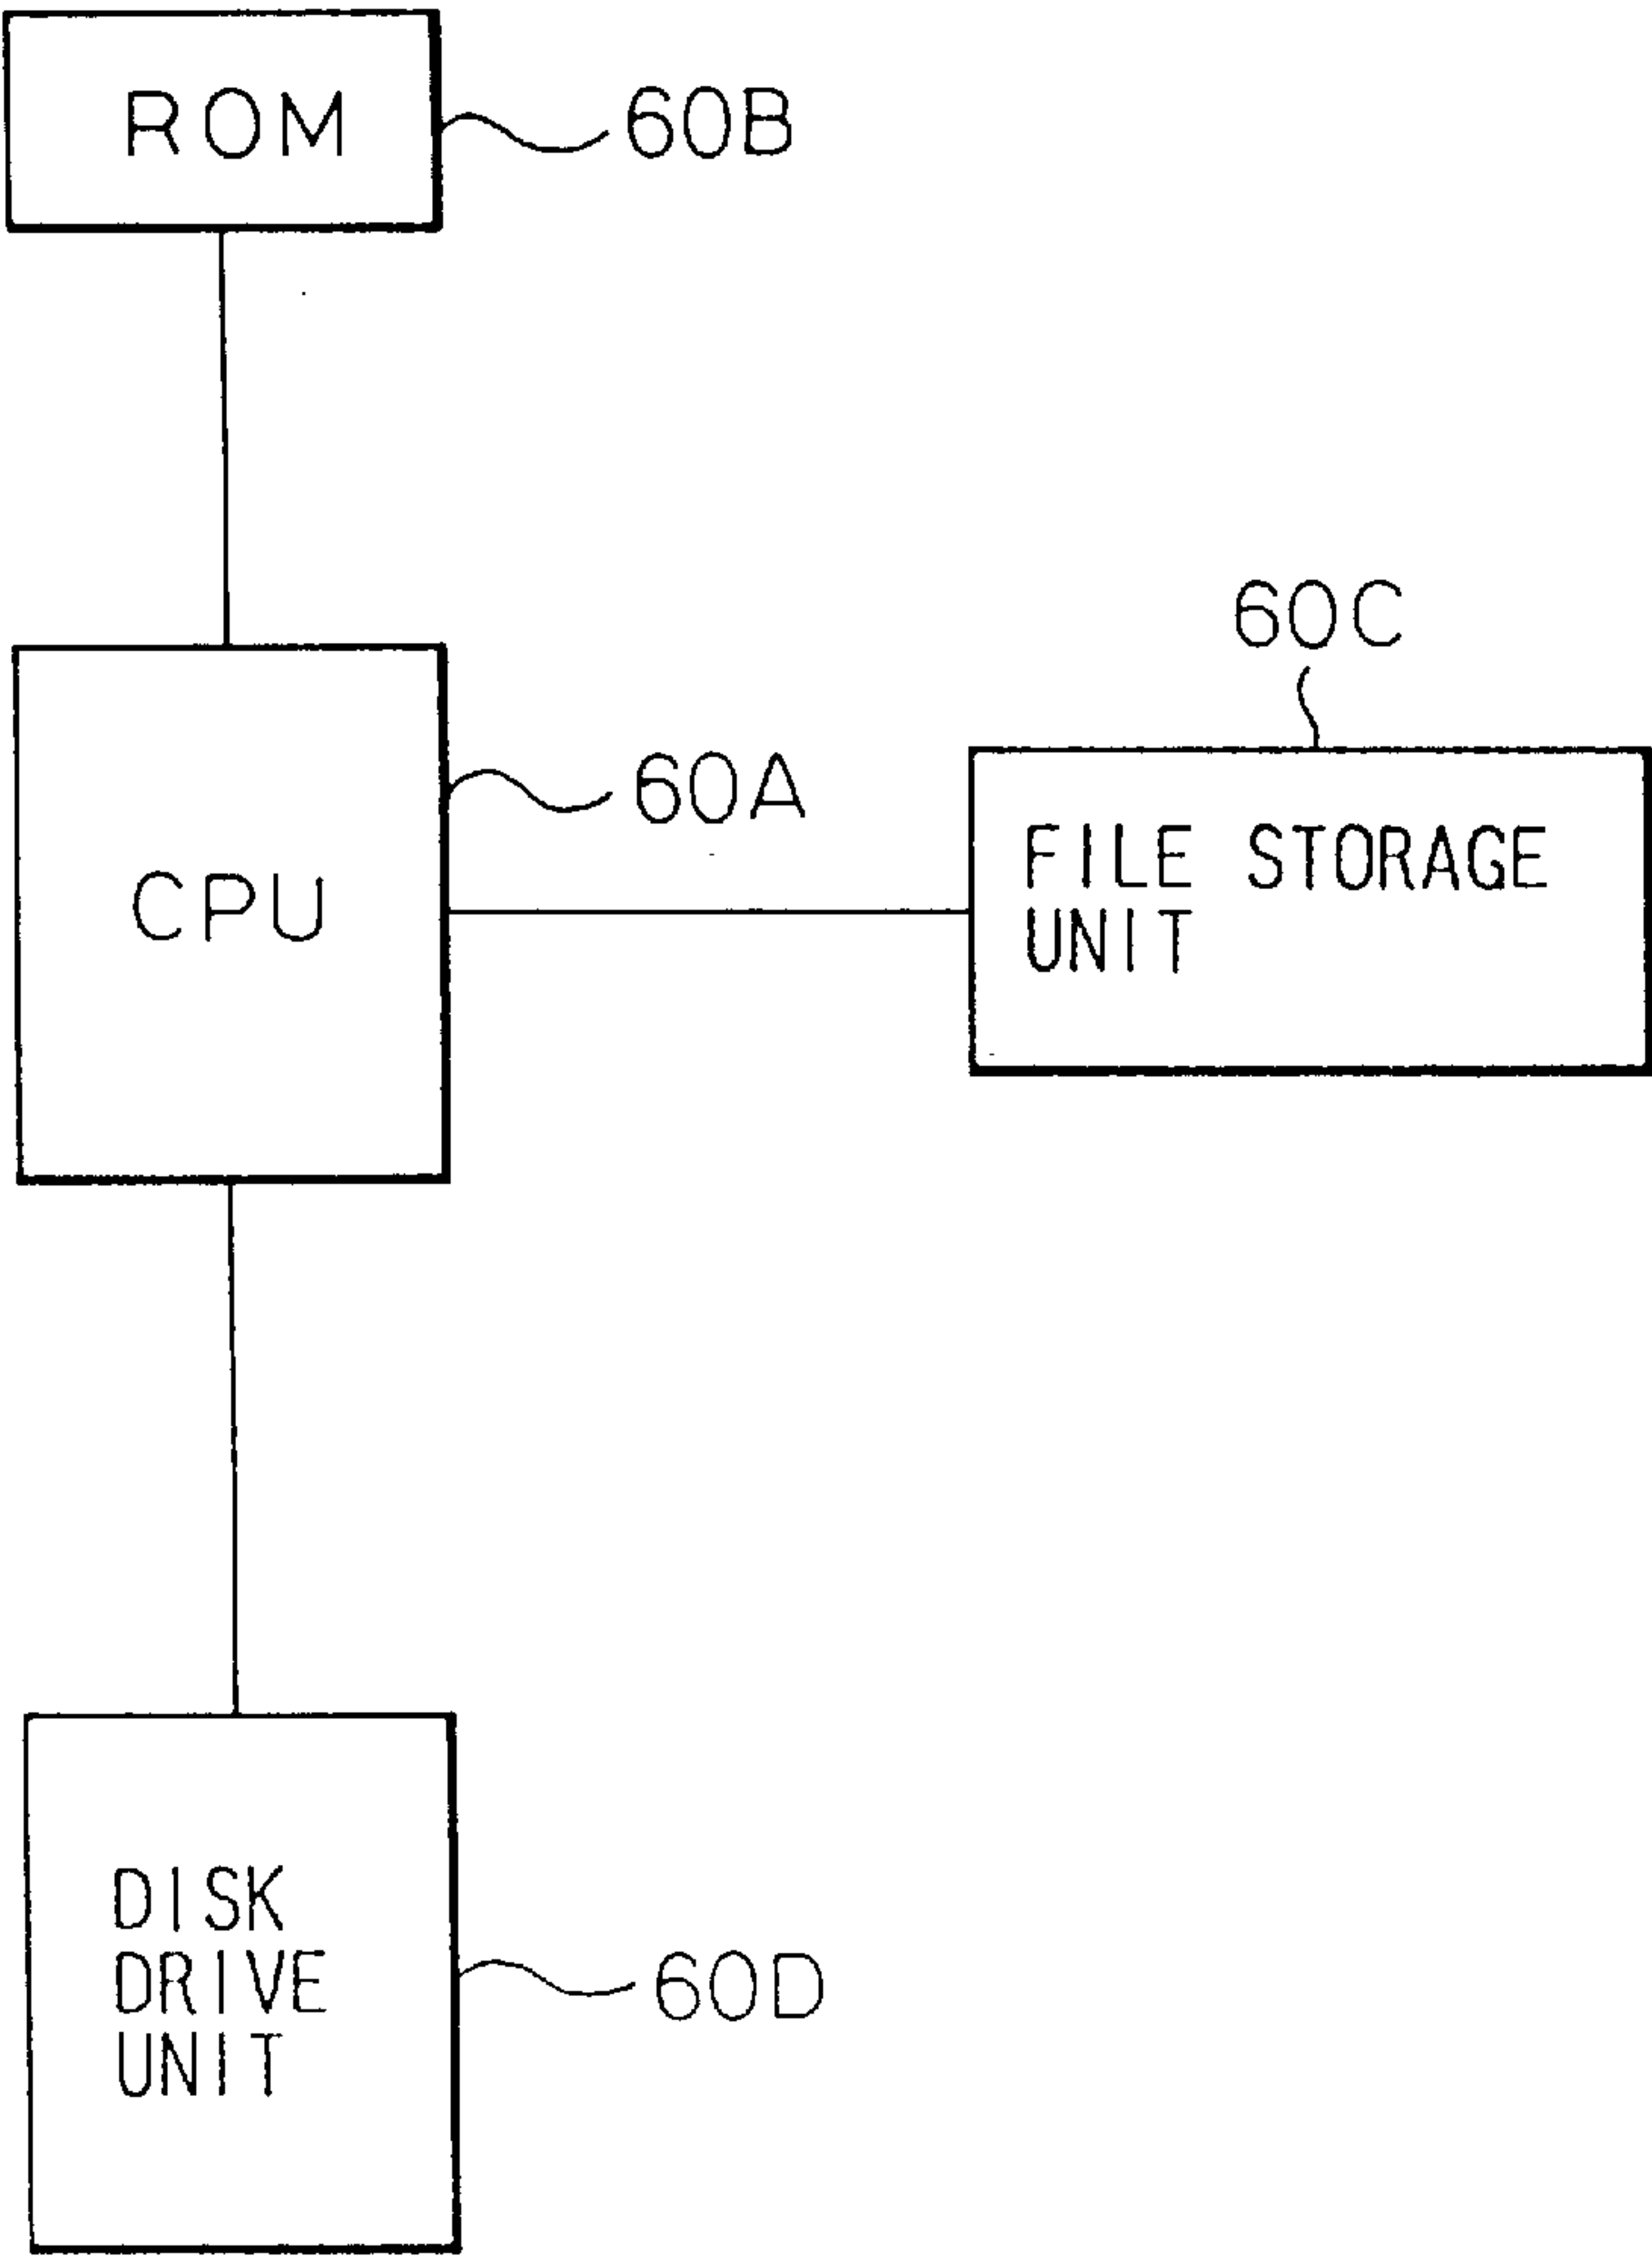 ROM
60B
60C
60A
CPU
FILE STORAGE
UNIT
DISK
DRIVE
UNIT
60D